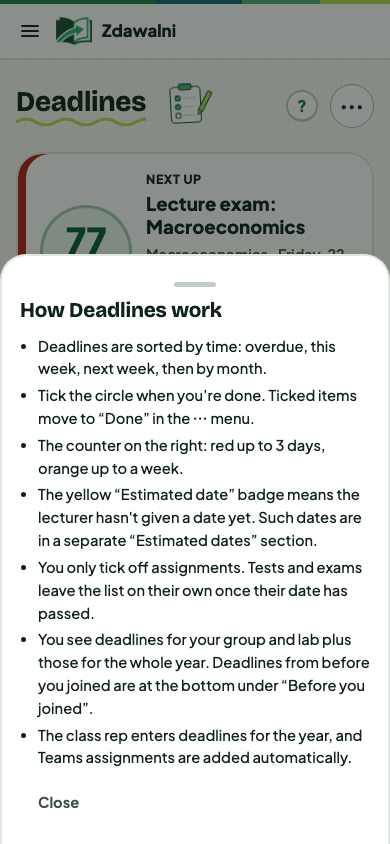 Zdawalni
Deadlines
?
NEXT UP
Lecture exam:
Macroeconomics
77
How Deadlines work
• Deadlines are sorted by time: overdue, this
week, next week, then by month.
• Tick the circle when you’re done. Ticked items
move to “Done” in the ··· menu.
• The counter on the right: red up to 3 days,
orange up to a week.
• The yellow “Estimated date” badge means the
lecturer hasn't given a date yet. Such dates are
in a separate “Estimated dates” section.
• You only tick off assignments. Tests and exams
leave the list on their own once their date has
passed.
• You see deadlines for your group and lab plus
those for the whole year. Deadlines from before
you joined are at the bottom under “Before you
joined”.
• The class rep enters deadlines for the year, and
Teams assignments are added automatically.
Close